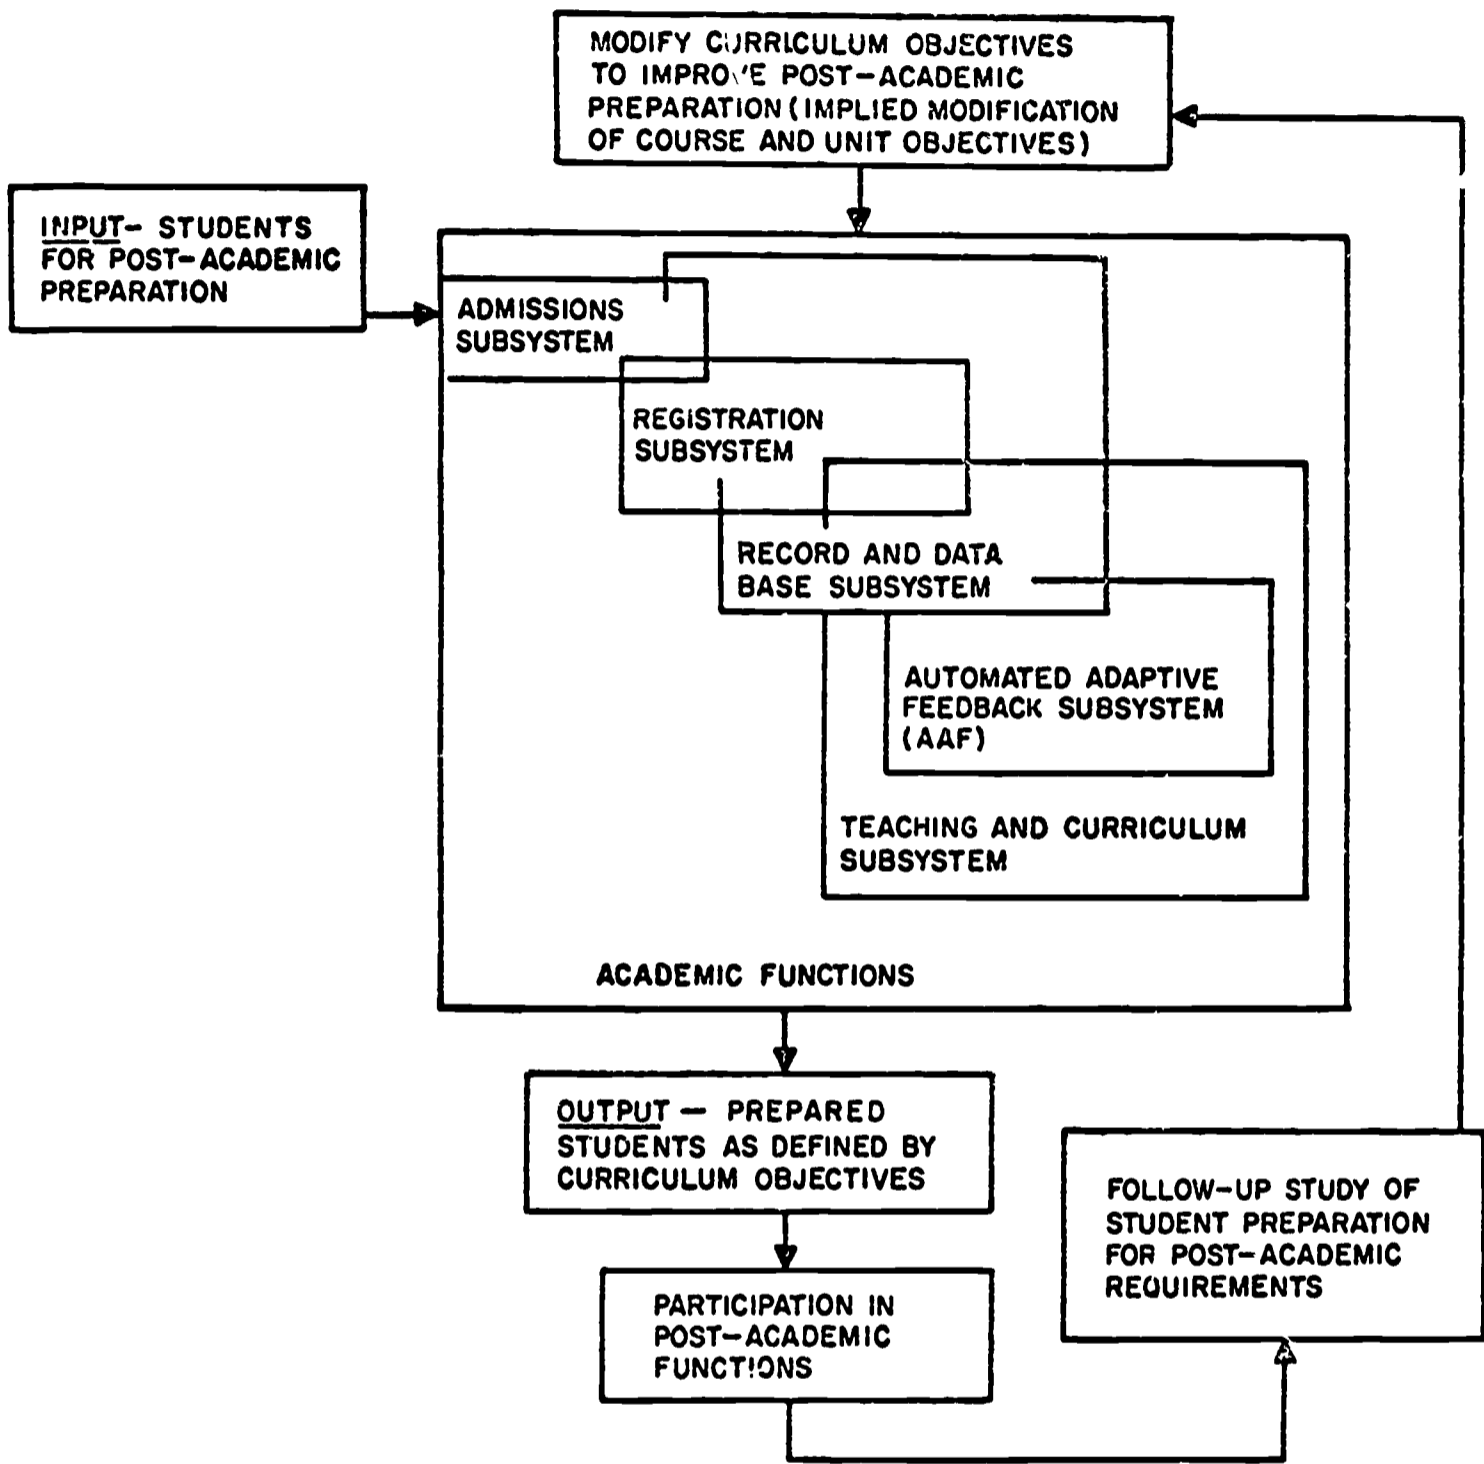 MODIFY CURRICULUM OBJECTIVES
TO IMPROVE POST-ACADEMIC
PREPARATION (IMPLIED MODIFICATION
OF COURSE AND UNIT OBJECTIVES)
INPUT- STUDENTS
FOR POST-ACADEMIC
PREPARATION
ADMISSIONS
SUBSYSTEM
REGISTRATION
SUBSYSTEM
RECORD AND DATA
BASE SUBSYSTEM
AUTOMATED ADAPTIVE
FEEDBACK SUBSYSTEM
(AAF)
TEACHING AND CURRICULUM
SUBSYSTEM
ACADEMIC FUNCTIONS
OUTPUT — PREPARED
STUDENTS AS DEFINED BY
CURRICULUM OBJECTIVES
PARTICIPATION IN
POST-ACADEMIC
FUNCTIONS
FOLLOW-UP STUDY OF
STUDENT PREPARATION
FOR POST-ACADEMIC
REQUIREMENTS